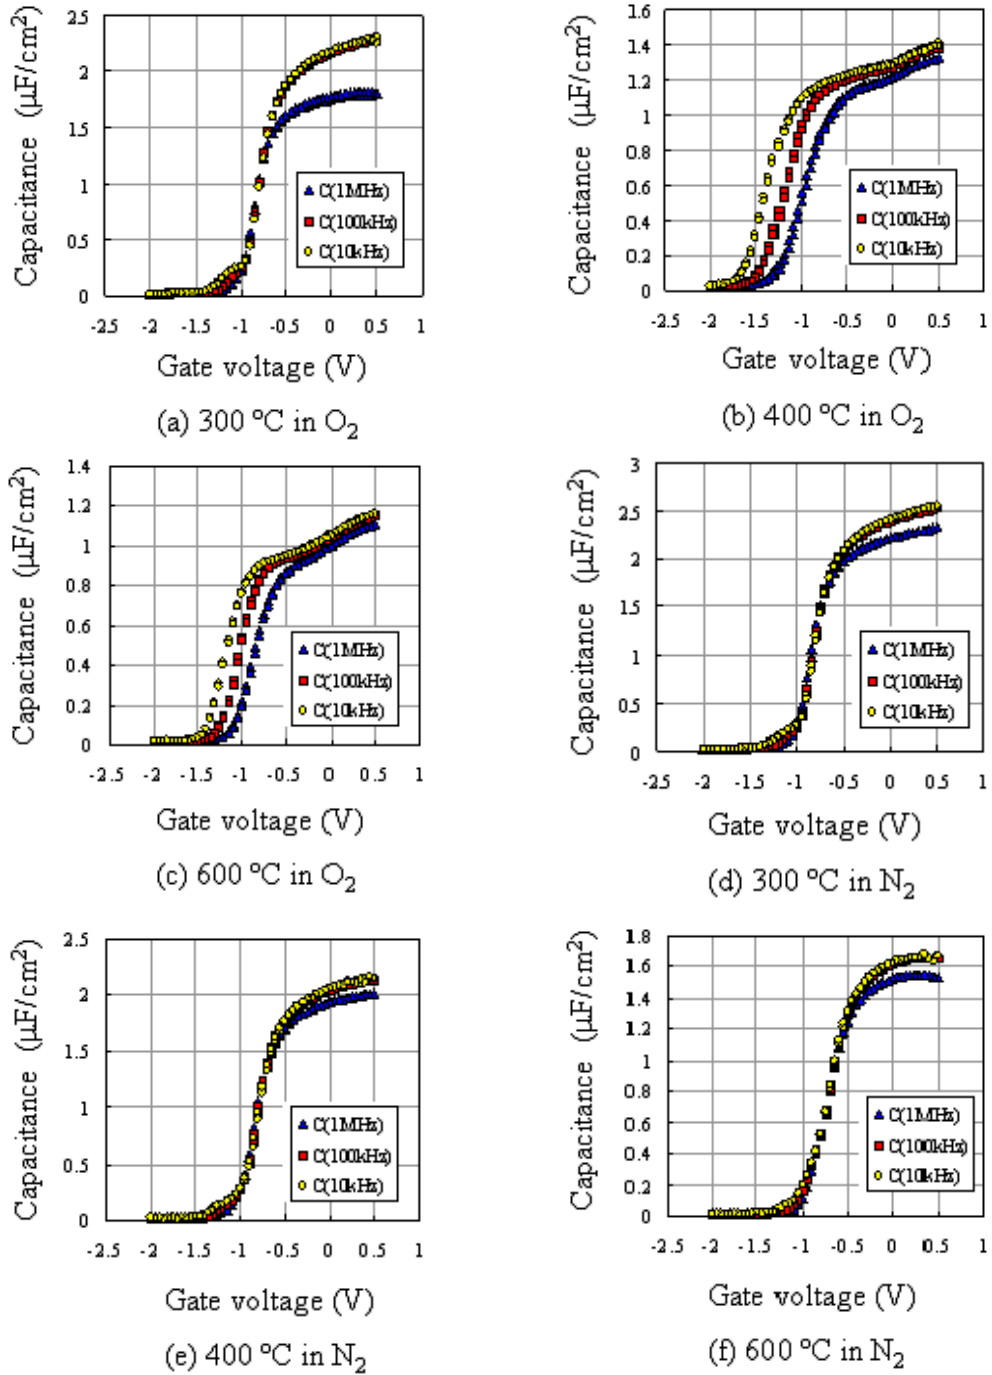 Capacitance (μF/cm²)
2.5
2
1.5
1
0.5
0
-2.5 -2 -1.5 -1 -0.5 0 0.5 1
C(1MHz)
C(100kHz)
C(10kHz)
Gate voltage (V)
(a) 300 ºC in O₂
Capacitance (μF/cm²)
1.6
1.4
1.2
1
0.8
0.6
0.4
0.2
0
-2.5 -2 -1.5 -1 -0.5 0 0.5 1
C(1MHz)
C(100kHz)
C(10kHz)
Gate voltage (V)
(b) 400 ºC in O₂
Capacitance (μF/cm²)
1.4
1.2
1
0.8
0.6
0.4
0.2
0
-2.5 -2 -1.5 -1 -0.5 0 0.5 1
C(1MHz)
C(100kHz)
C(10kHz)
Gate voltage (V)
(c) 600 ºC in O₂
Capacitance (μF/cm²)
3
2.5
2
1.5
1
0.5
0
-2.5 -2 -1.5 -1 -0.5 0 0.5 1
C(1MHz)
C(100kHz)
C(10kHz)
Gate voltage (V)
(d) 300 ºC in N₂
Capacitance (μF/cm²)
2.5
2
1.5
1
0.5
0
-2.5 -2 -1.5 -1 -0.5 0 0.5 1
C(1MHz)
C(100kHz)
C(10kHz)
Gate voltage (V)
(e) 400 ºC in N₂
Capacitance (μF/cm²)
1.8
1.6
1.4
1.2
1
0.8
0.6
0.4
0.2
0
-2.5 -2 -1.5 -1 -0.5 0 0.5 1
C(1MHz)
C(100kHz)
C(10kHz)
Gate voltage (V)
(f) 600 ºC in N₂